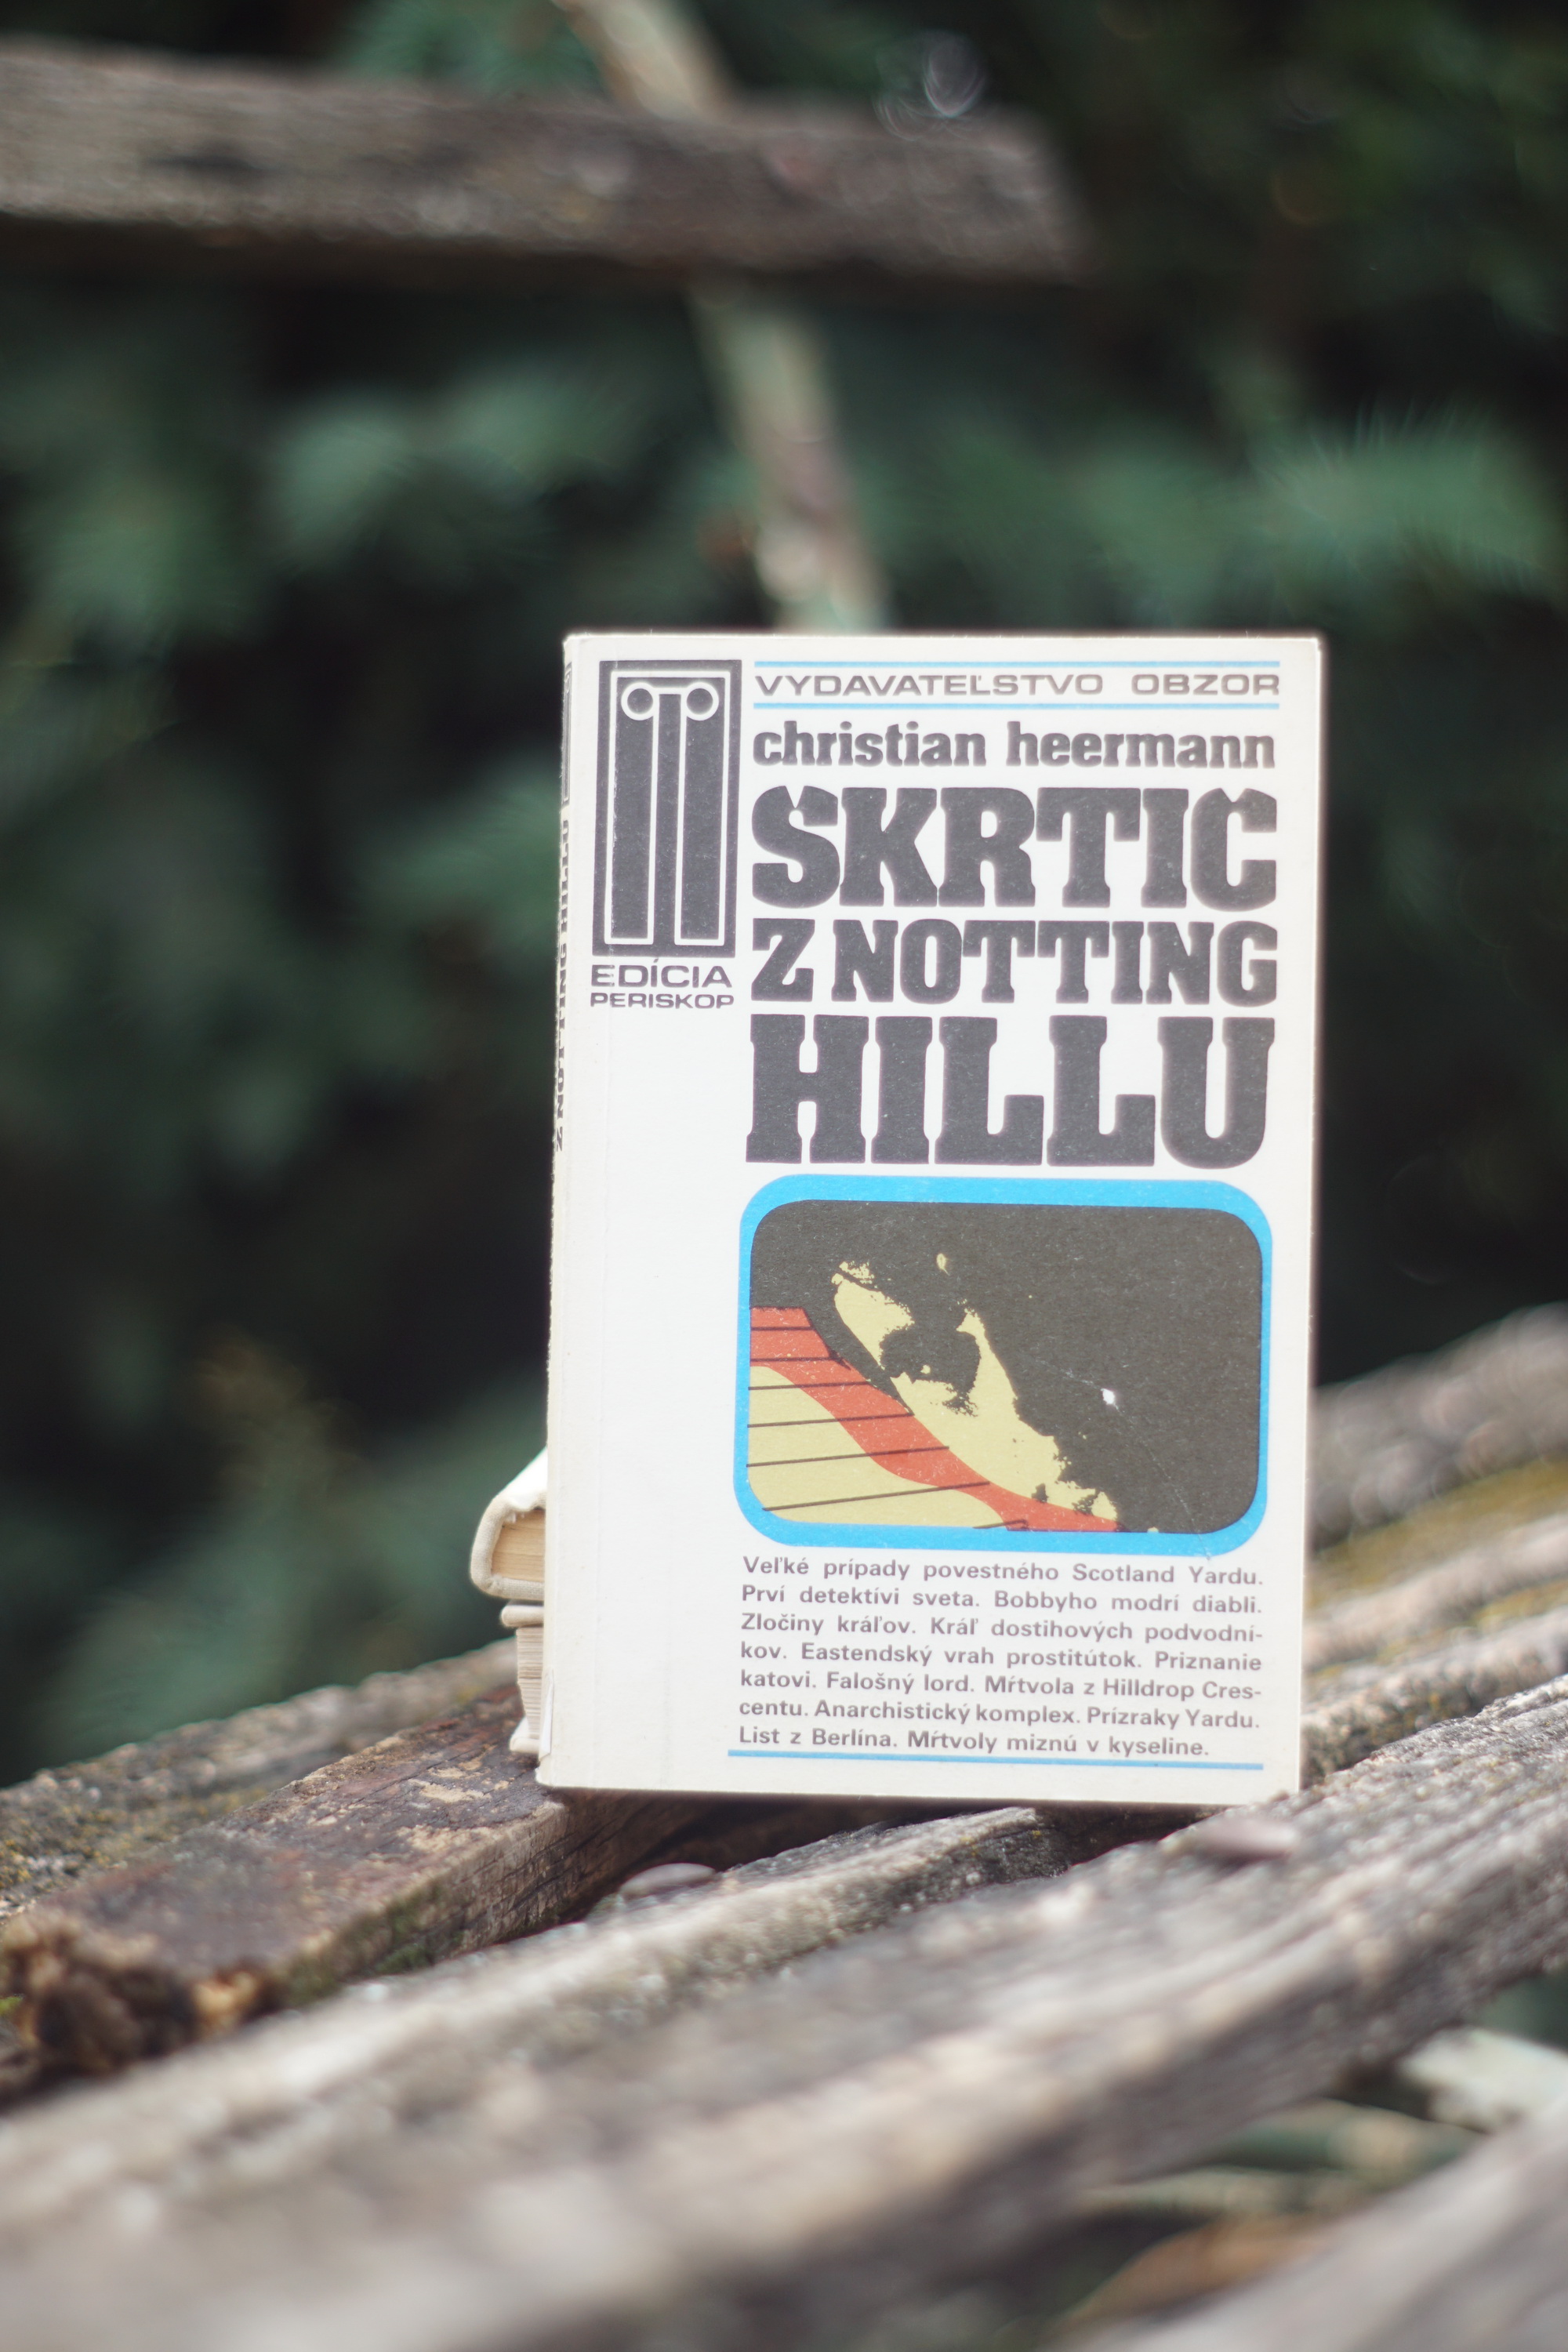 VYDAVATEĽSTVO OBZOR
christian heermann
ŠKRTIČ
Z NOTTING
HILLU
EDÍCIA
PERISKOP
Veľké prípady povestného Scotland Yardu.
Prví detektívi sveta. Bobbyho modrí diabli.
Zločiny kráľov. Kráľ dostihových podvodní-
kov. Eastendský vrah prostitútok. Priznanie
katovi. Falošný lord. Mŕtvola z Hilldrop Cres-
centu. Anarchistický komplex. Prízraky Yardu.
List z Berlína. Mŕtvoly miznú v kyseline.
Z NOTTING HILLU